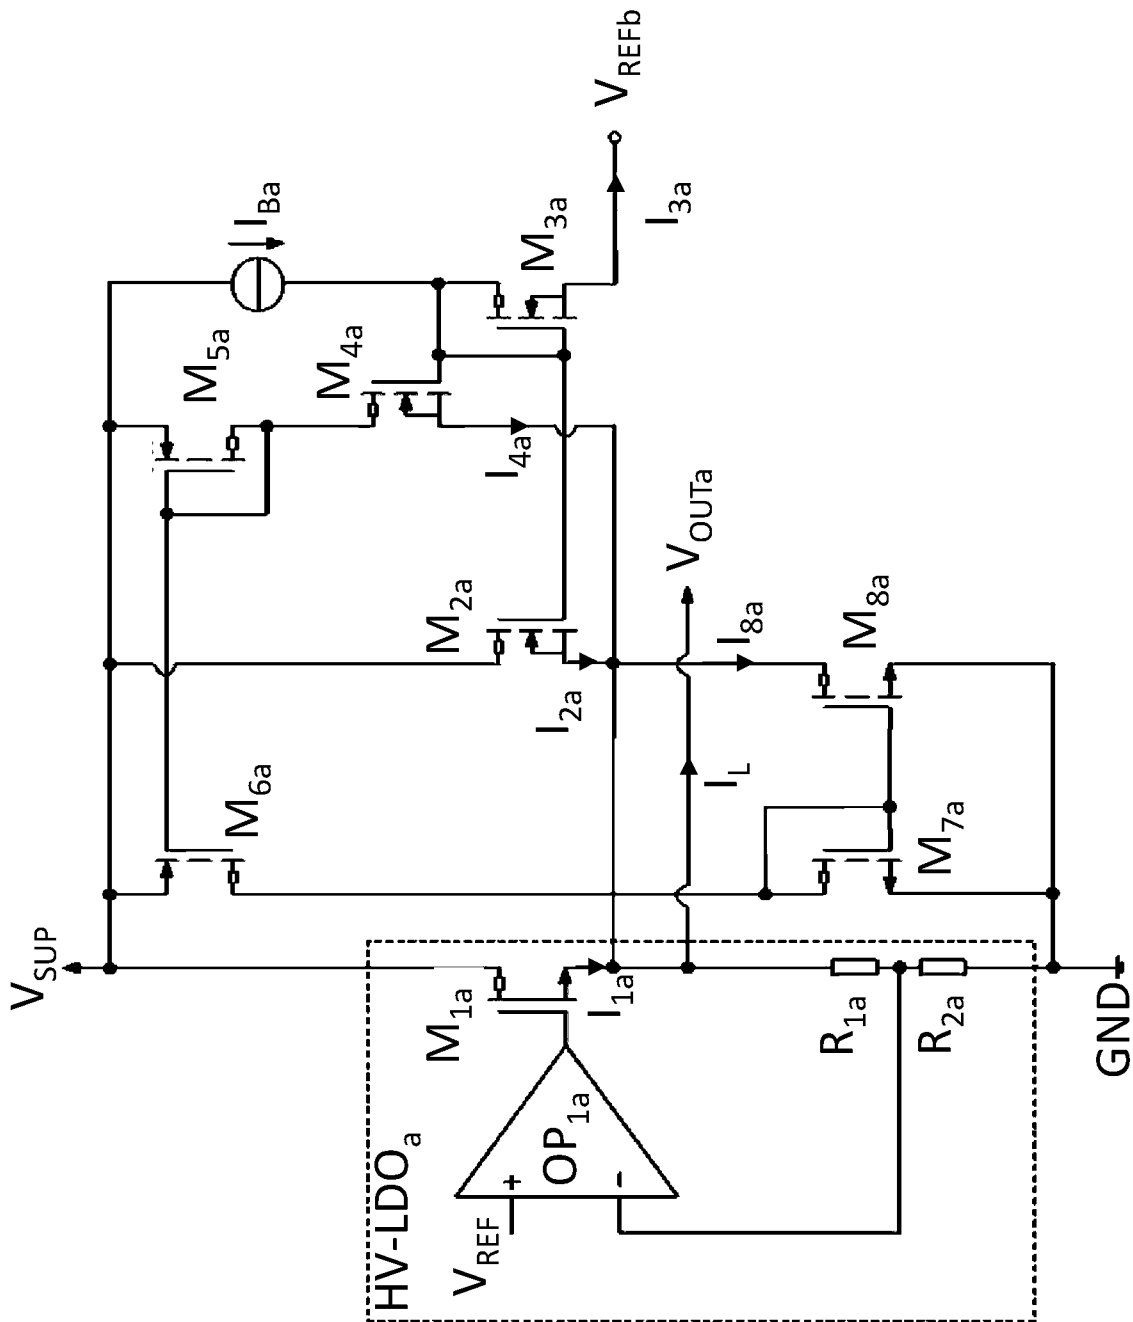 V_SUP
HV-LDO_a
V_REF
+
-
OP_1a
M_1a
I_1a
R_1a
R_2a
GND
M_6a
M_7a
I_L
M_2a
I_2a
I_8a
M_8a
V_OUTa
M_5a
M_4a
I_4a
I_Ba
M_3a
I_3a
V_REFb